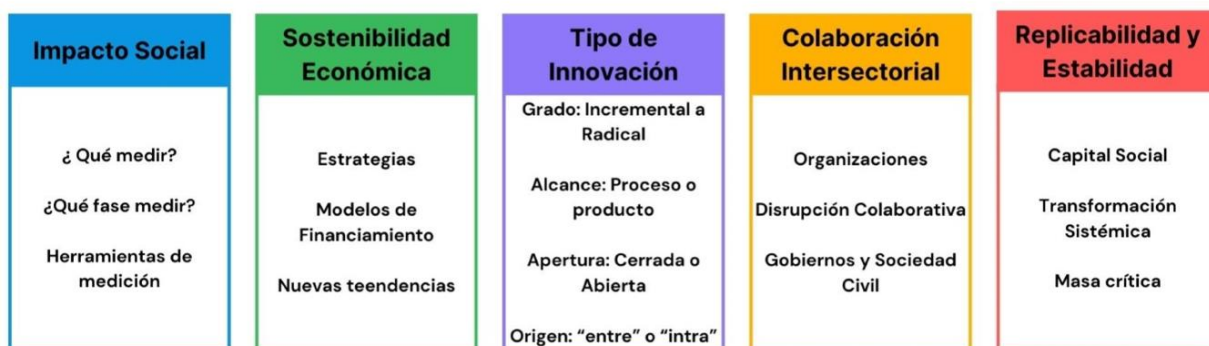 Impacto Social
¿ Qué medir?
¿Qué fase medir?
Herramientas de
medición
Sostenibilidad
Económica
Estrategias
Modelos de
Financiamiento
Nuevas teendencias
Tipo de
Innovación
Grado: Incremental a
Radical
Alcance: Proceso o
producto
Apertura: Cerrada o
Abierta
Origen: “entre” o “intra”
Colaboración
Intersectorial
Organizaciones
Disrupción Colaborativa
Gobiernos y Sociedad
Civil
Replicabilidad y
Estabilidad
Capital Social
Transformación
Sistémica
Masa crítica